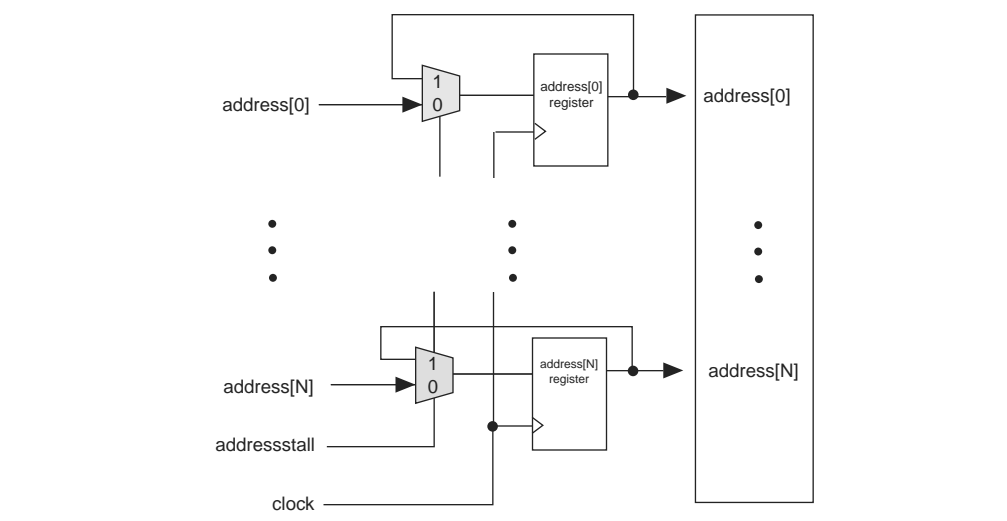 1
address[0]
address[0]
register
address[0]
0
1
address[N]
address[N]
register
address[N]
0
addressstall
clock